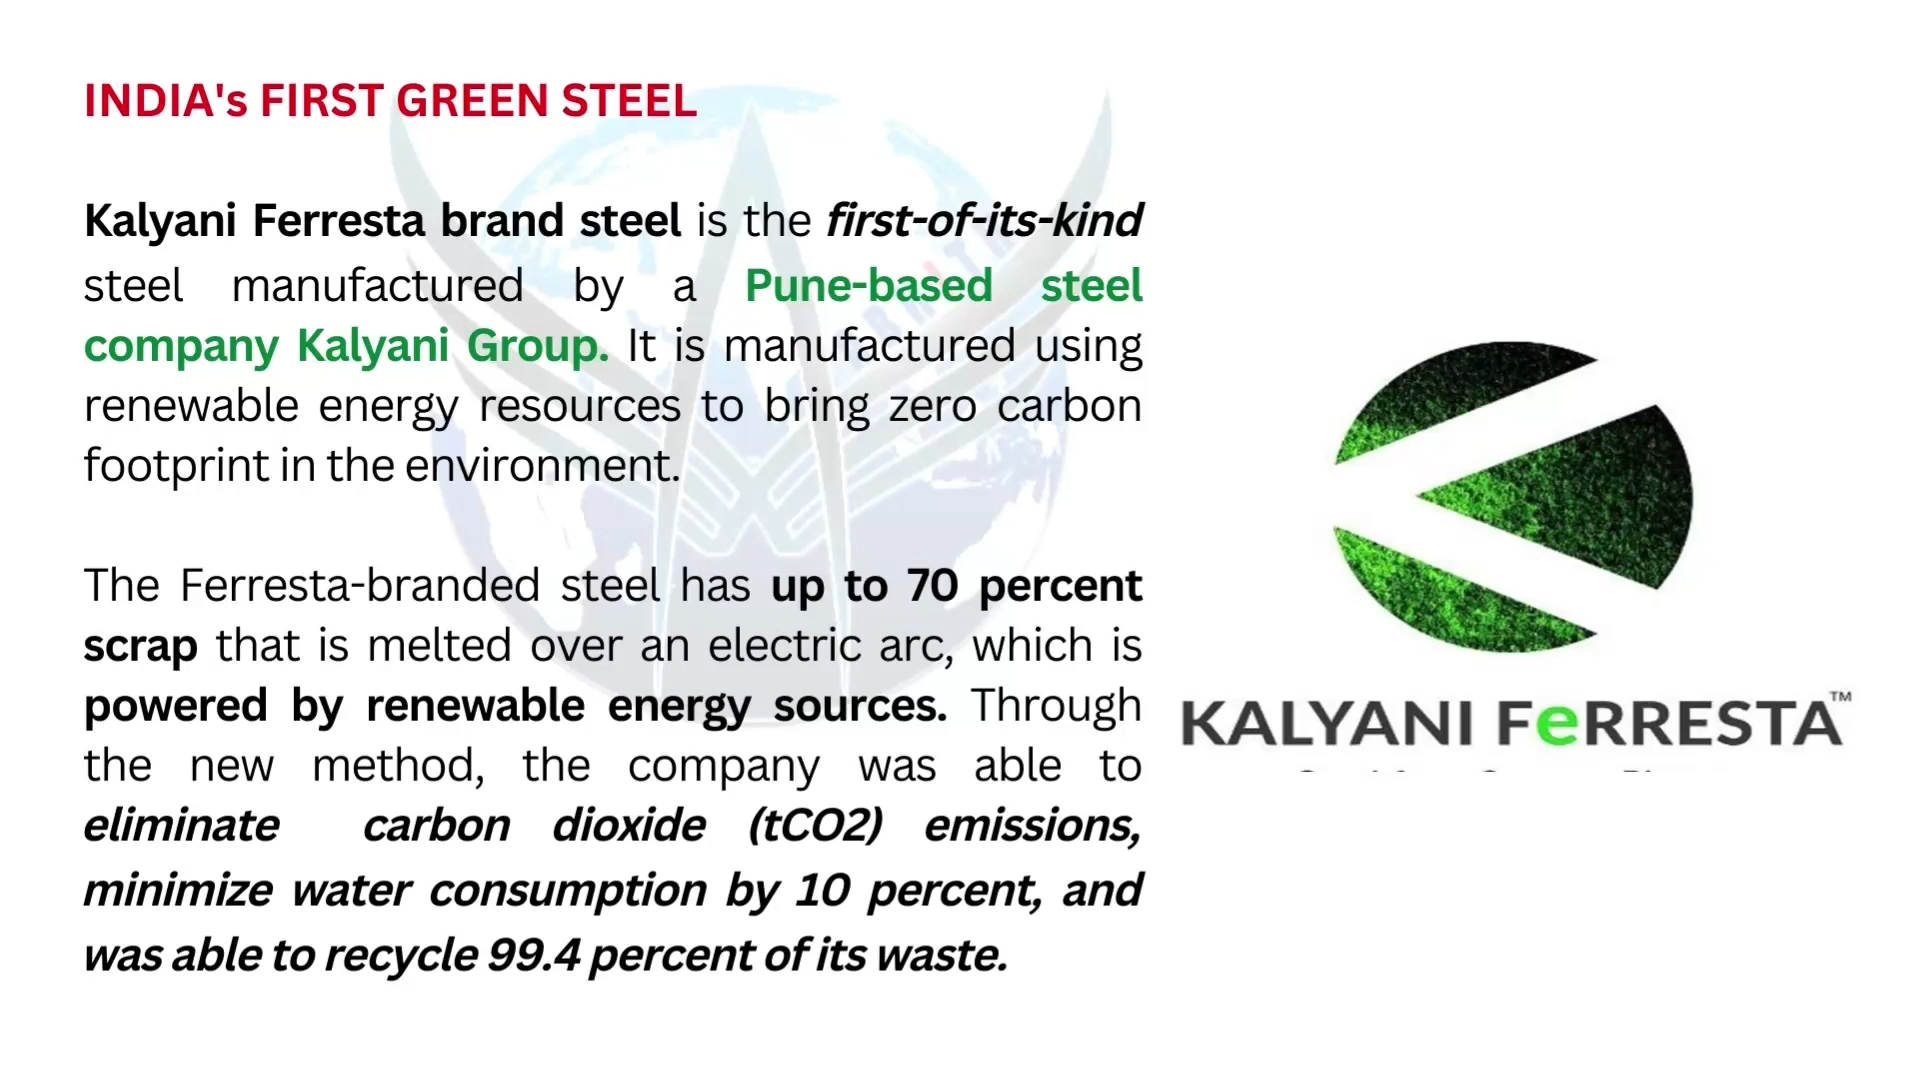 INDIA's FIRST GREEN STEEL
Kalyani Ferresta brand steel is the first-of-its-kind
steel manufactured by a Pune-based steel
company Kalyani Group. It is manufactured using
renewable energy resources to bring zero carbon
footprint in the environment.
The Ferresta-branded steel has up to 70 percent
scrap that is melted over an electric arc, which is
powered by renewable energy sources. Through
the new method, the company was able to
eliminate carbon dioxide (tCO2) emissions,
minimize water consumption by 10 percent, and
was able to recycle 99.4 percent of its waste.
KALYANI FeRRESTA™